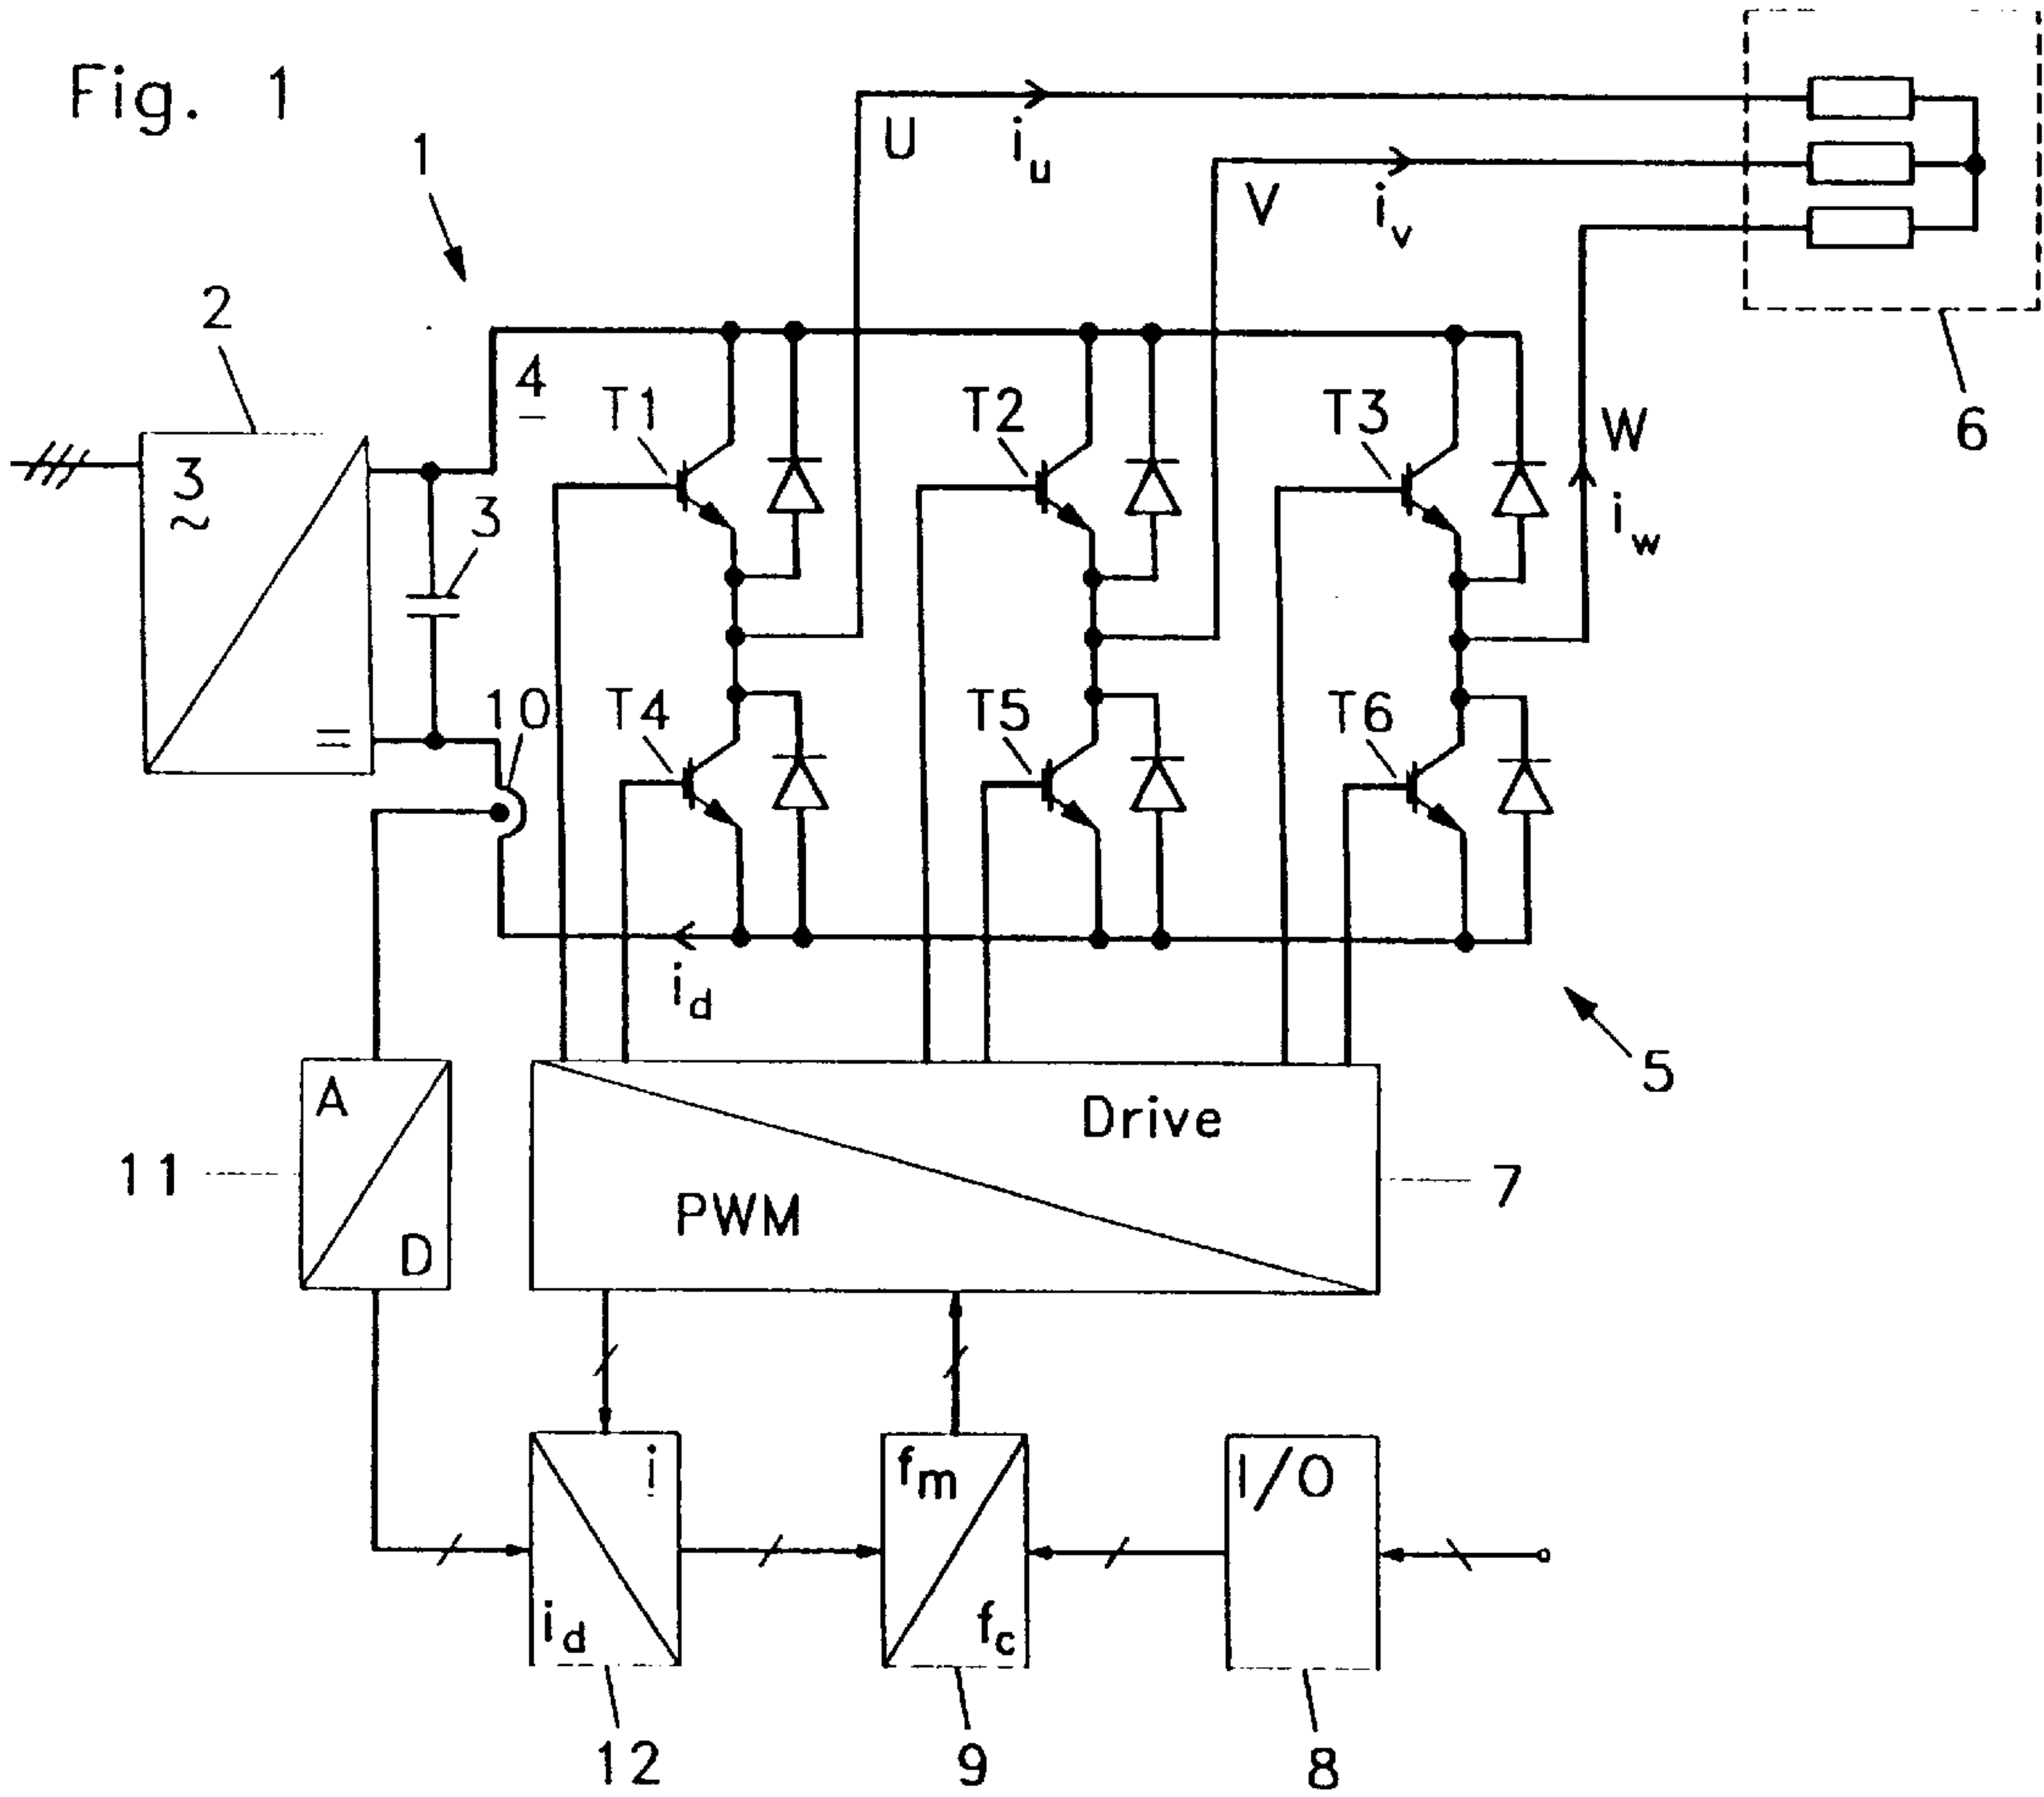 Fig. 1
1
U
i_u
V
i_v
2
4
T1
T2
T3
W
6
3
~
3
i_w
=
10
T4
T5
T6
i_d
5
A
D
11
Drive
PWM
7
i
i_d
f_m
f_c
I/O
12
9
8